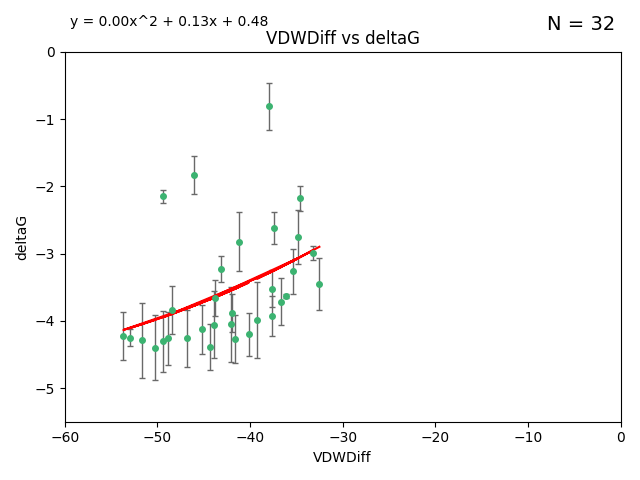 y = 0.00x^2 + 0.13x + 0.48
N = 32
VDWDiff vs deltaG
0
−1
−2
−3
−4
−5
deltaG
−60 −50 −40 −30 −20 −10 0
VDWDiff